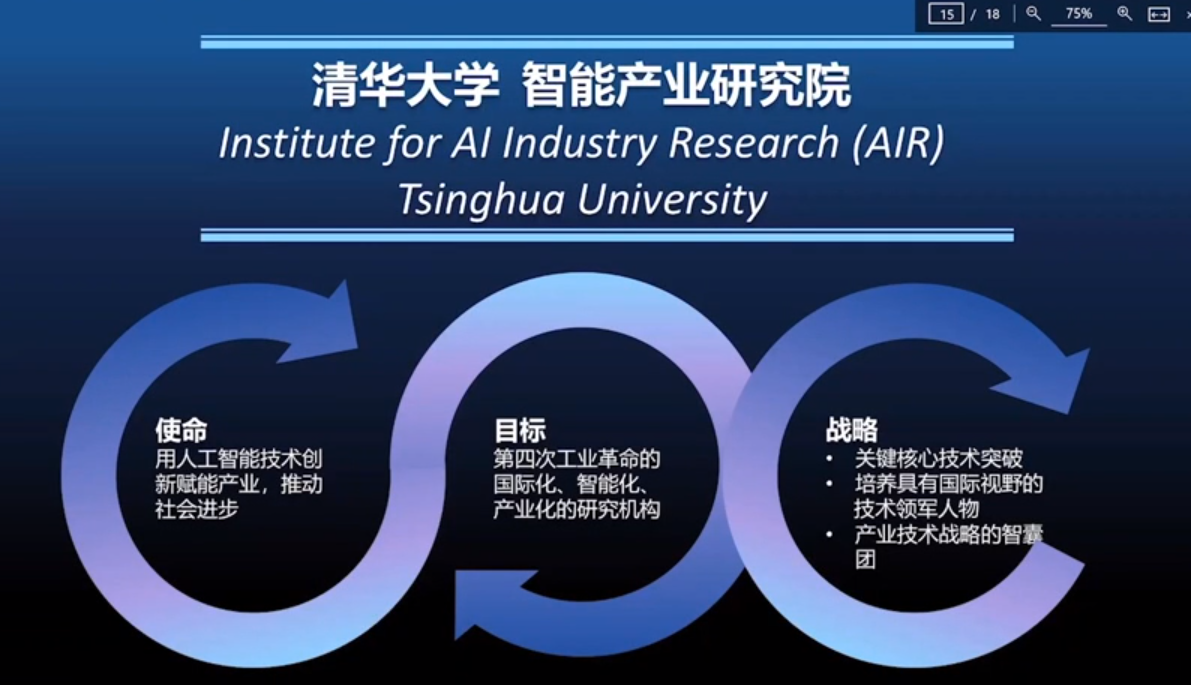 15 / 18 75%
清华大学 智能产业研究院
Institute for AI Industry Research (AIR)
Tsinghua University
使命
用人工智能技术创
新赋能产业，推动
社会进步
目标
第四次工业革命的
国际化、智能化、
产业化的研究机构
战略
• 关键核心技术突破
• 培养具有国际视野的
技术领军人物
• 产业技术战略的智囊
团